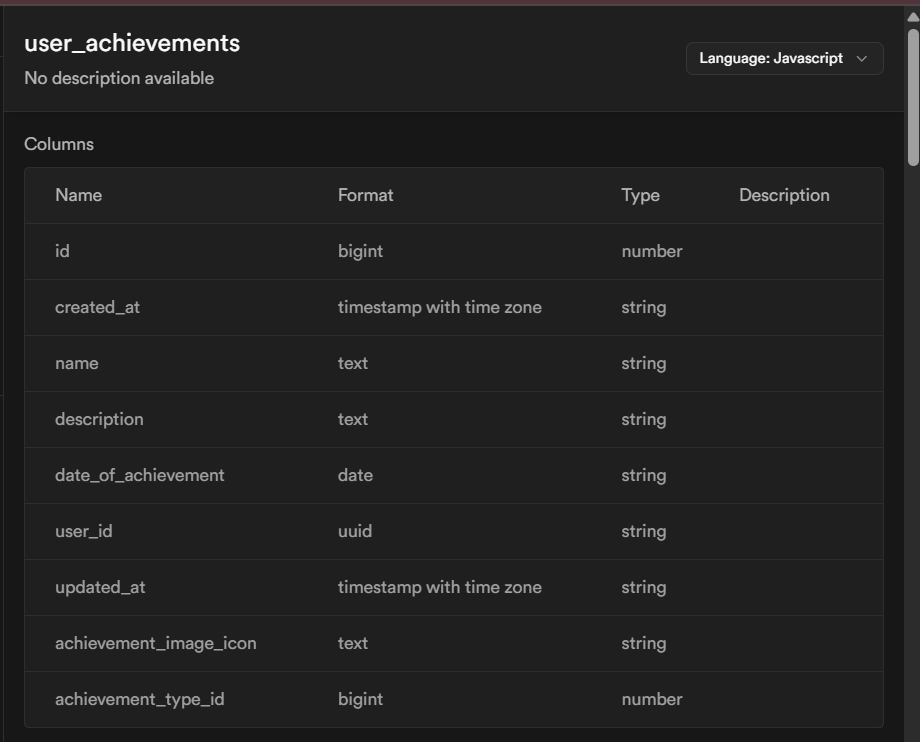 user_achievements
No description available
Language: Javascript
Columns
Name Format Type Description
id bigint number
created_at timestamp with time zone string
name text string
description text string
date_of_achievement date string
user_id uuid string
updated_at timestamp with time zone string
achievement_image_icon text string
achievement_type_id bigint number